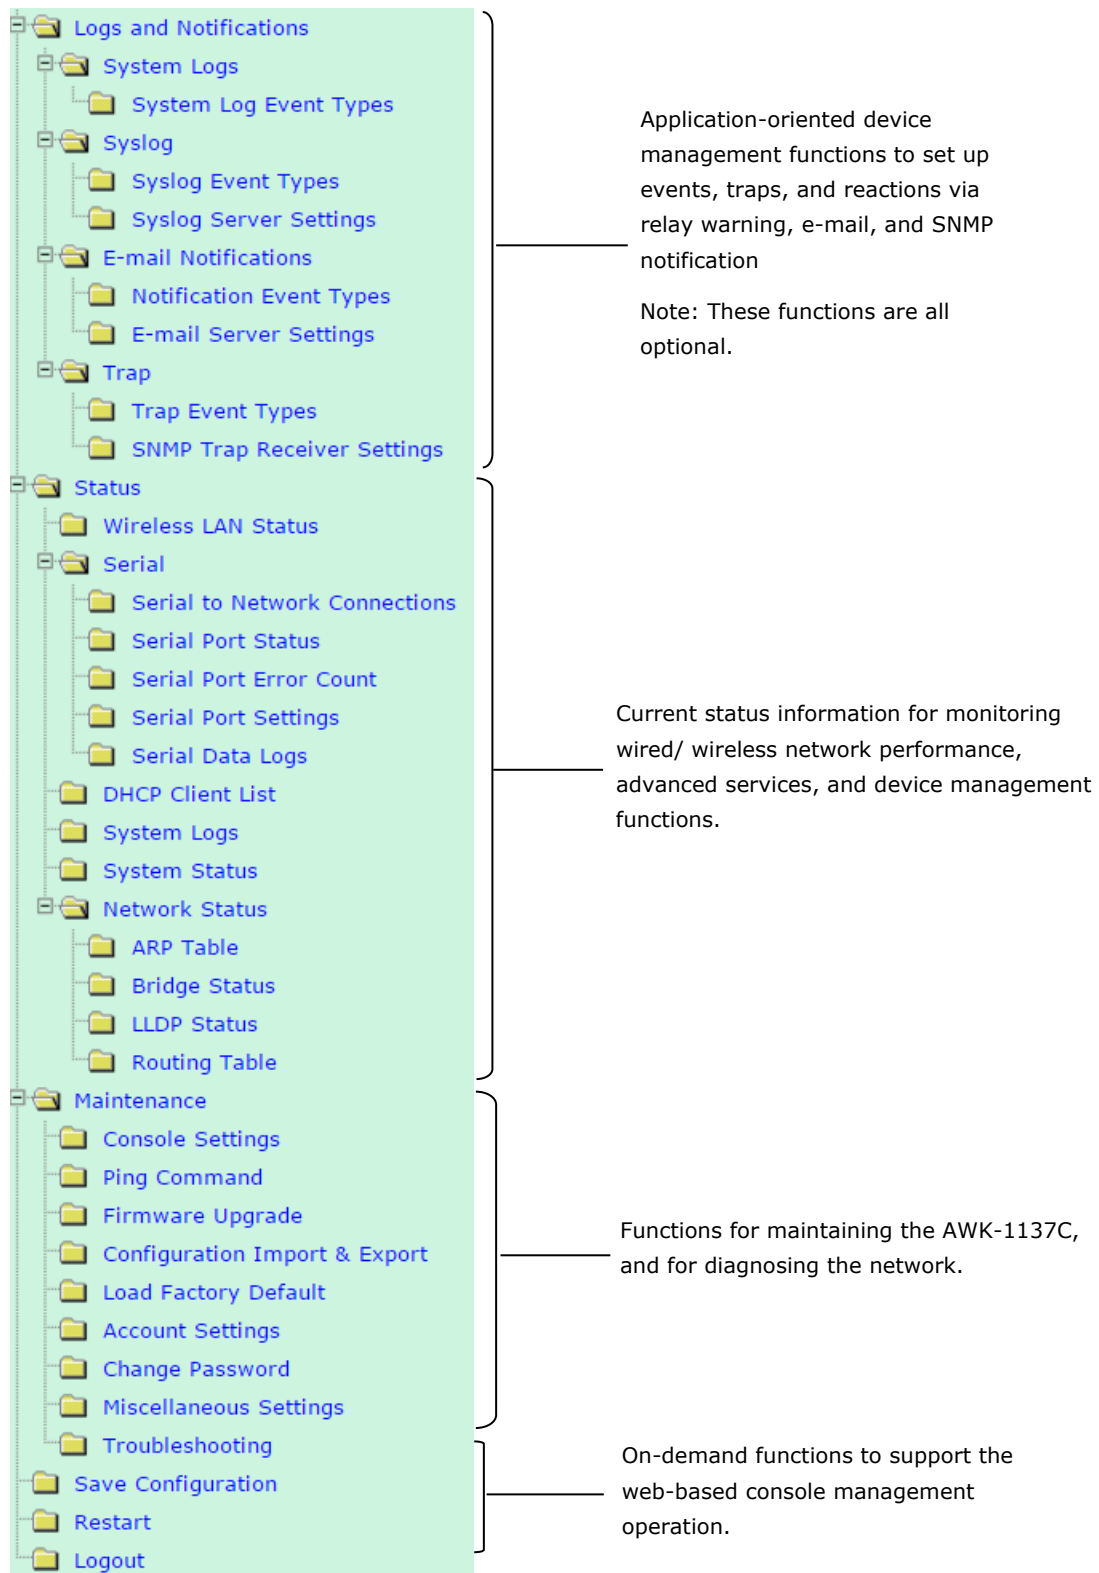 Logs and Notifications
System Logs
System Log Event Types
Syslog
Syslog Event Types
Syslog Server Settings
E-mail Notifications
Notification Event Types
E-mail Server Settings
Trap
Trap Event Types
SNMP Trap Receiver Settings
Application-oriented device
management functions to set up
events, traps, and reactions via
relay warning, e-mail, and SNMP
notification
Note: These functions are all
optional.
Status
Wireless LAN Status
Serial
Serial to Network Connections
Serial Port Status
Serial Port Error Count
Serial Port Settings
Serial Data Logs
DHCP Client List
System Logs
System Status
Network Status
ARP Table
Bridge Status
LLDP Status
Routing Table
Current status information for monitoring
wired/ wireless network performance,
advanced services, and device management
functions.
Maintenance
Console Settings
Ping Command
Firmware Upgrade
Configuration Import & Export
Load Factory Default
Account Settings
Change Password
Miscellaneous Settings
Troubleshooting
Functions for maintaining the AWK-1137C,
and for diagnosing the network.
Save Configuration
Restart
Logout
On-demand functions to support the
web-based console management
operation.